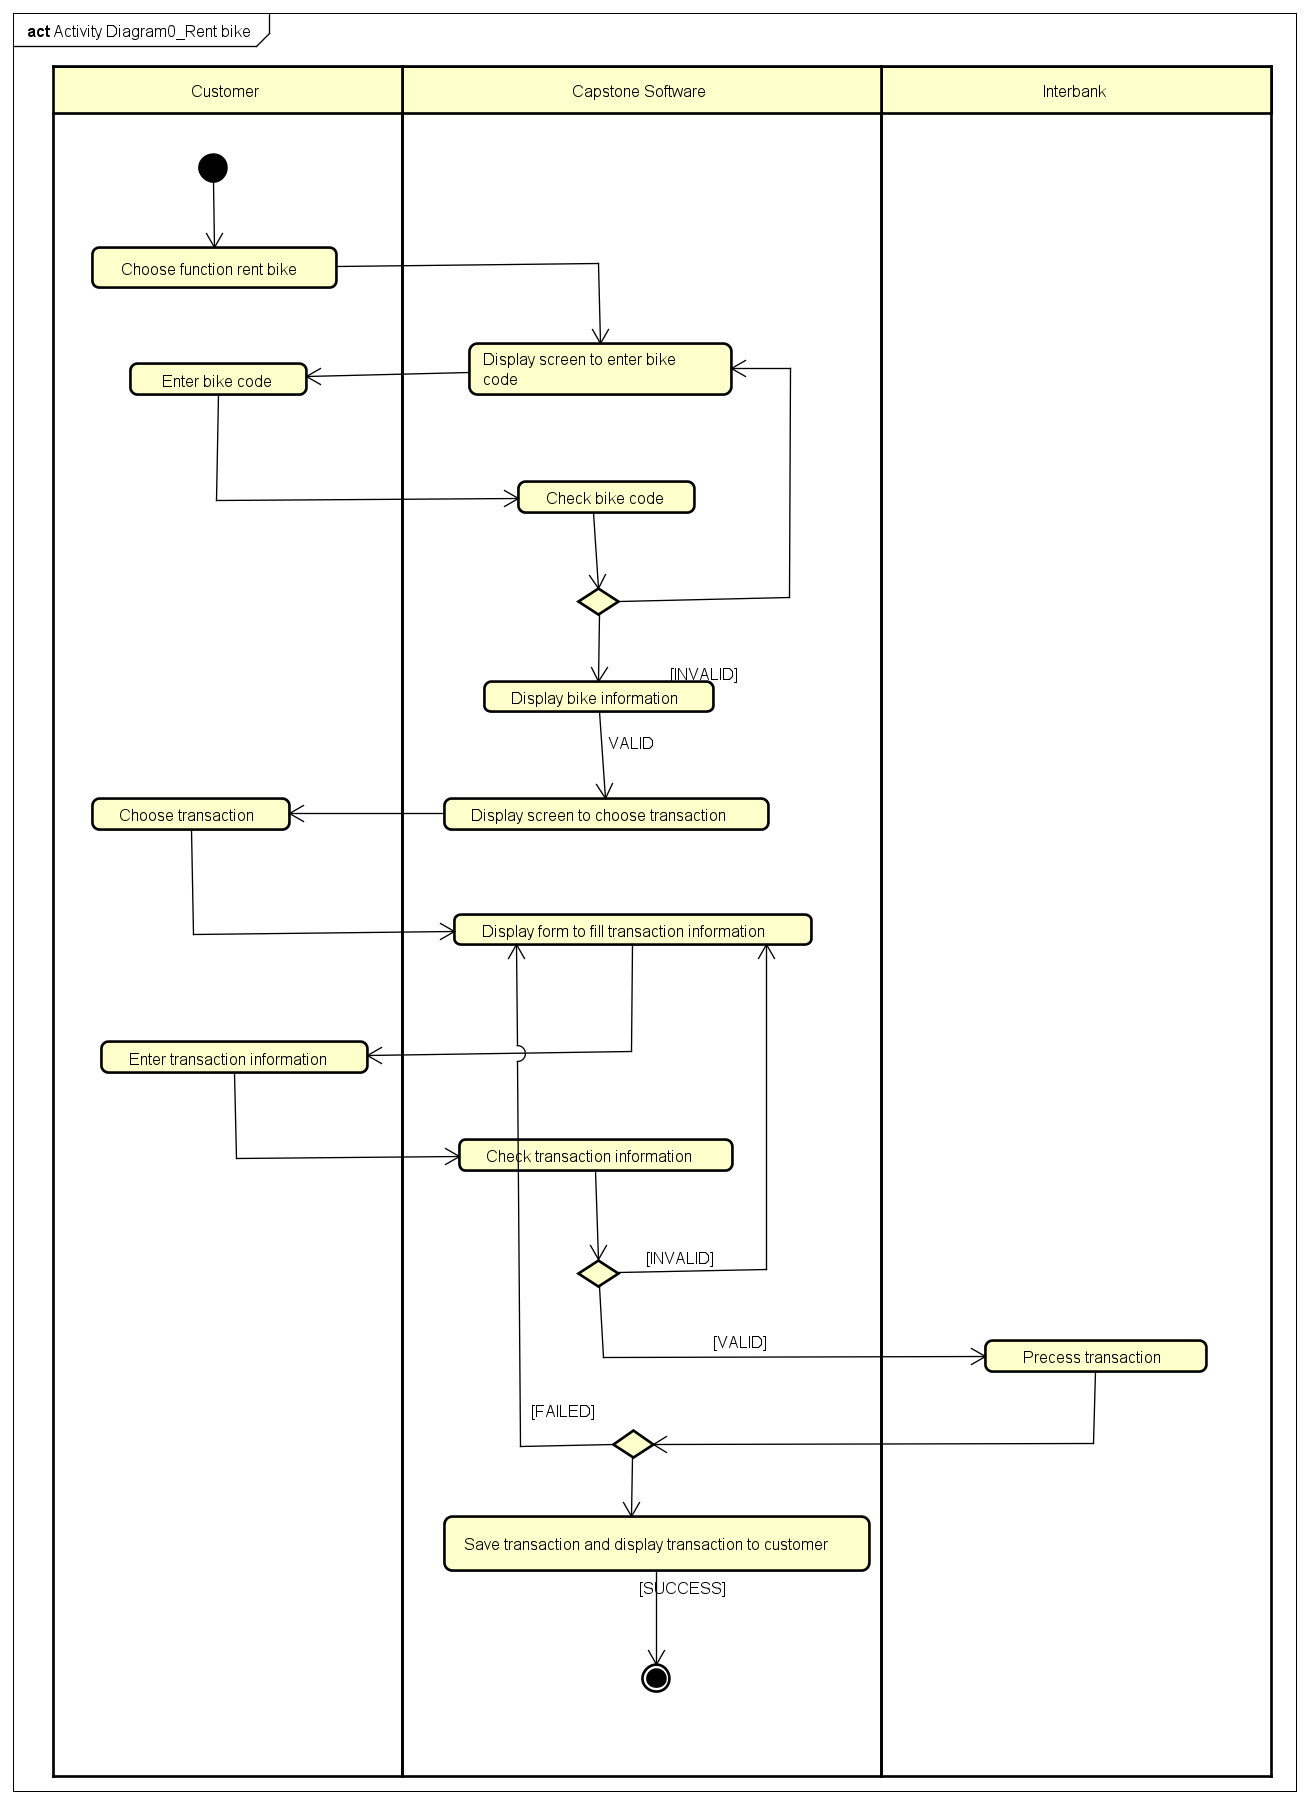 act Activity Diagram0_Rent bike
Customer
Capstone Software
Interbank
Choose function rent bike
Display screen to enter bike
code
Enter bike code
Check bike code
[INVALID]
Display bike information
VALID
Choose transaction
Display screen to choose transaction
Display form to fill transaction information
Enter transaction information
Check transaction information
[INVALID]
[VALID]
Precess transaction
[FAILED]
Save transaction and display transaction to customer
[SUCCESS]